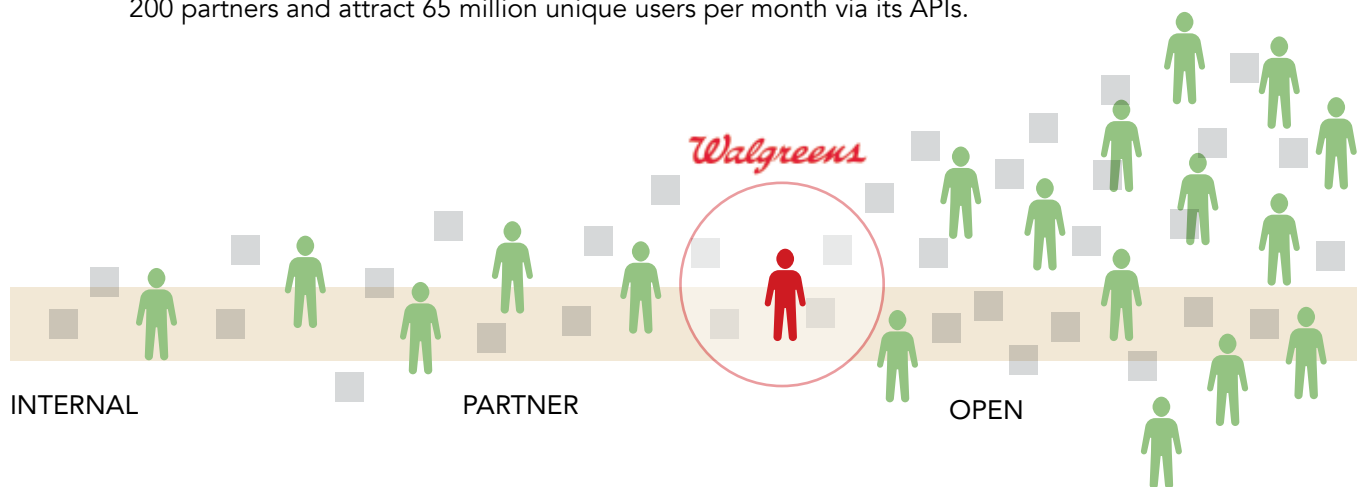 200 partners and attract 65 million unique users per month via its APIs.
Walgreens
INTERNAL
PARTNER
OPEN